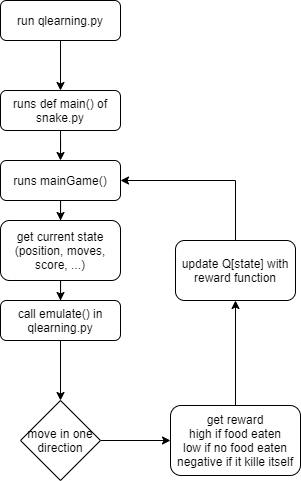 run qlearning.py
runs def main() of
snake.py
runs mainGame()
get current state
(position, moves,
score, ...)
call emulate() in
qlearning.py
move in one
direction
get reward
high if food eaten
low if no food eaten
negative if it kille itself
update Q[state] with
reward function